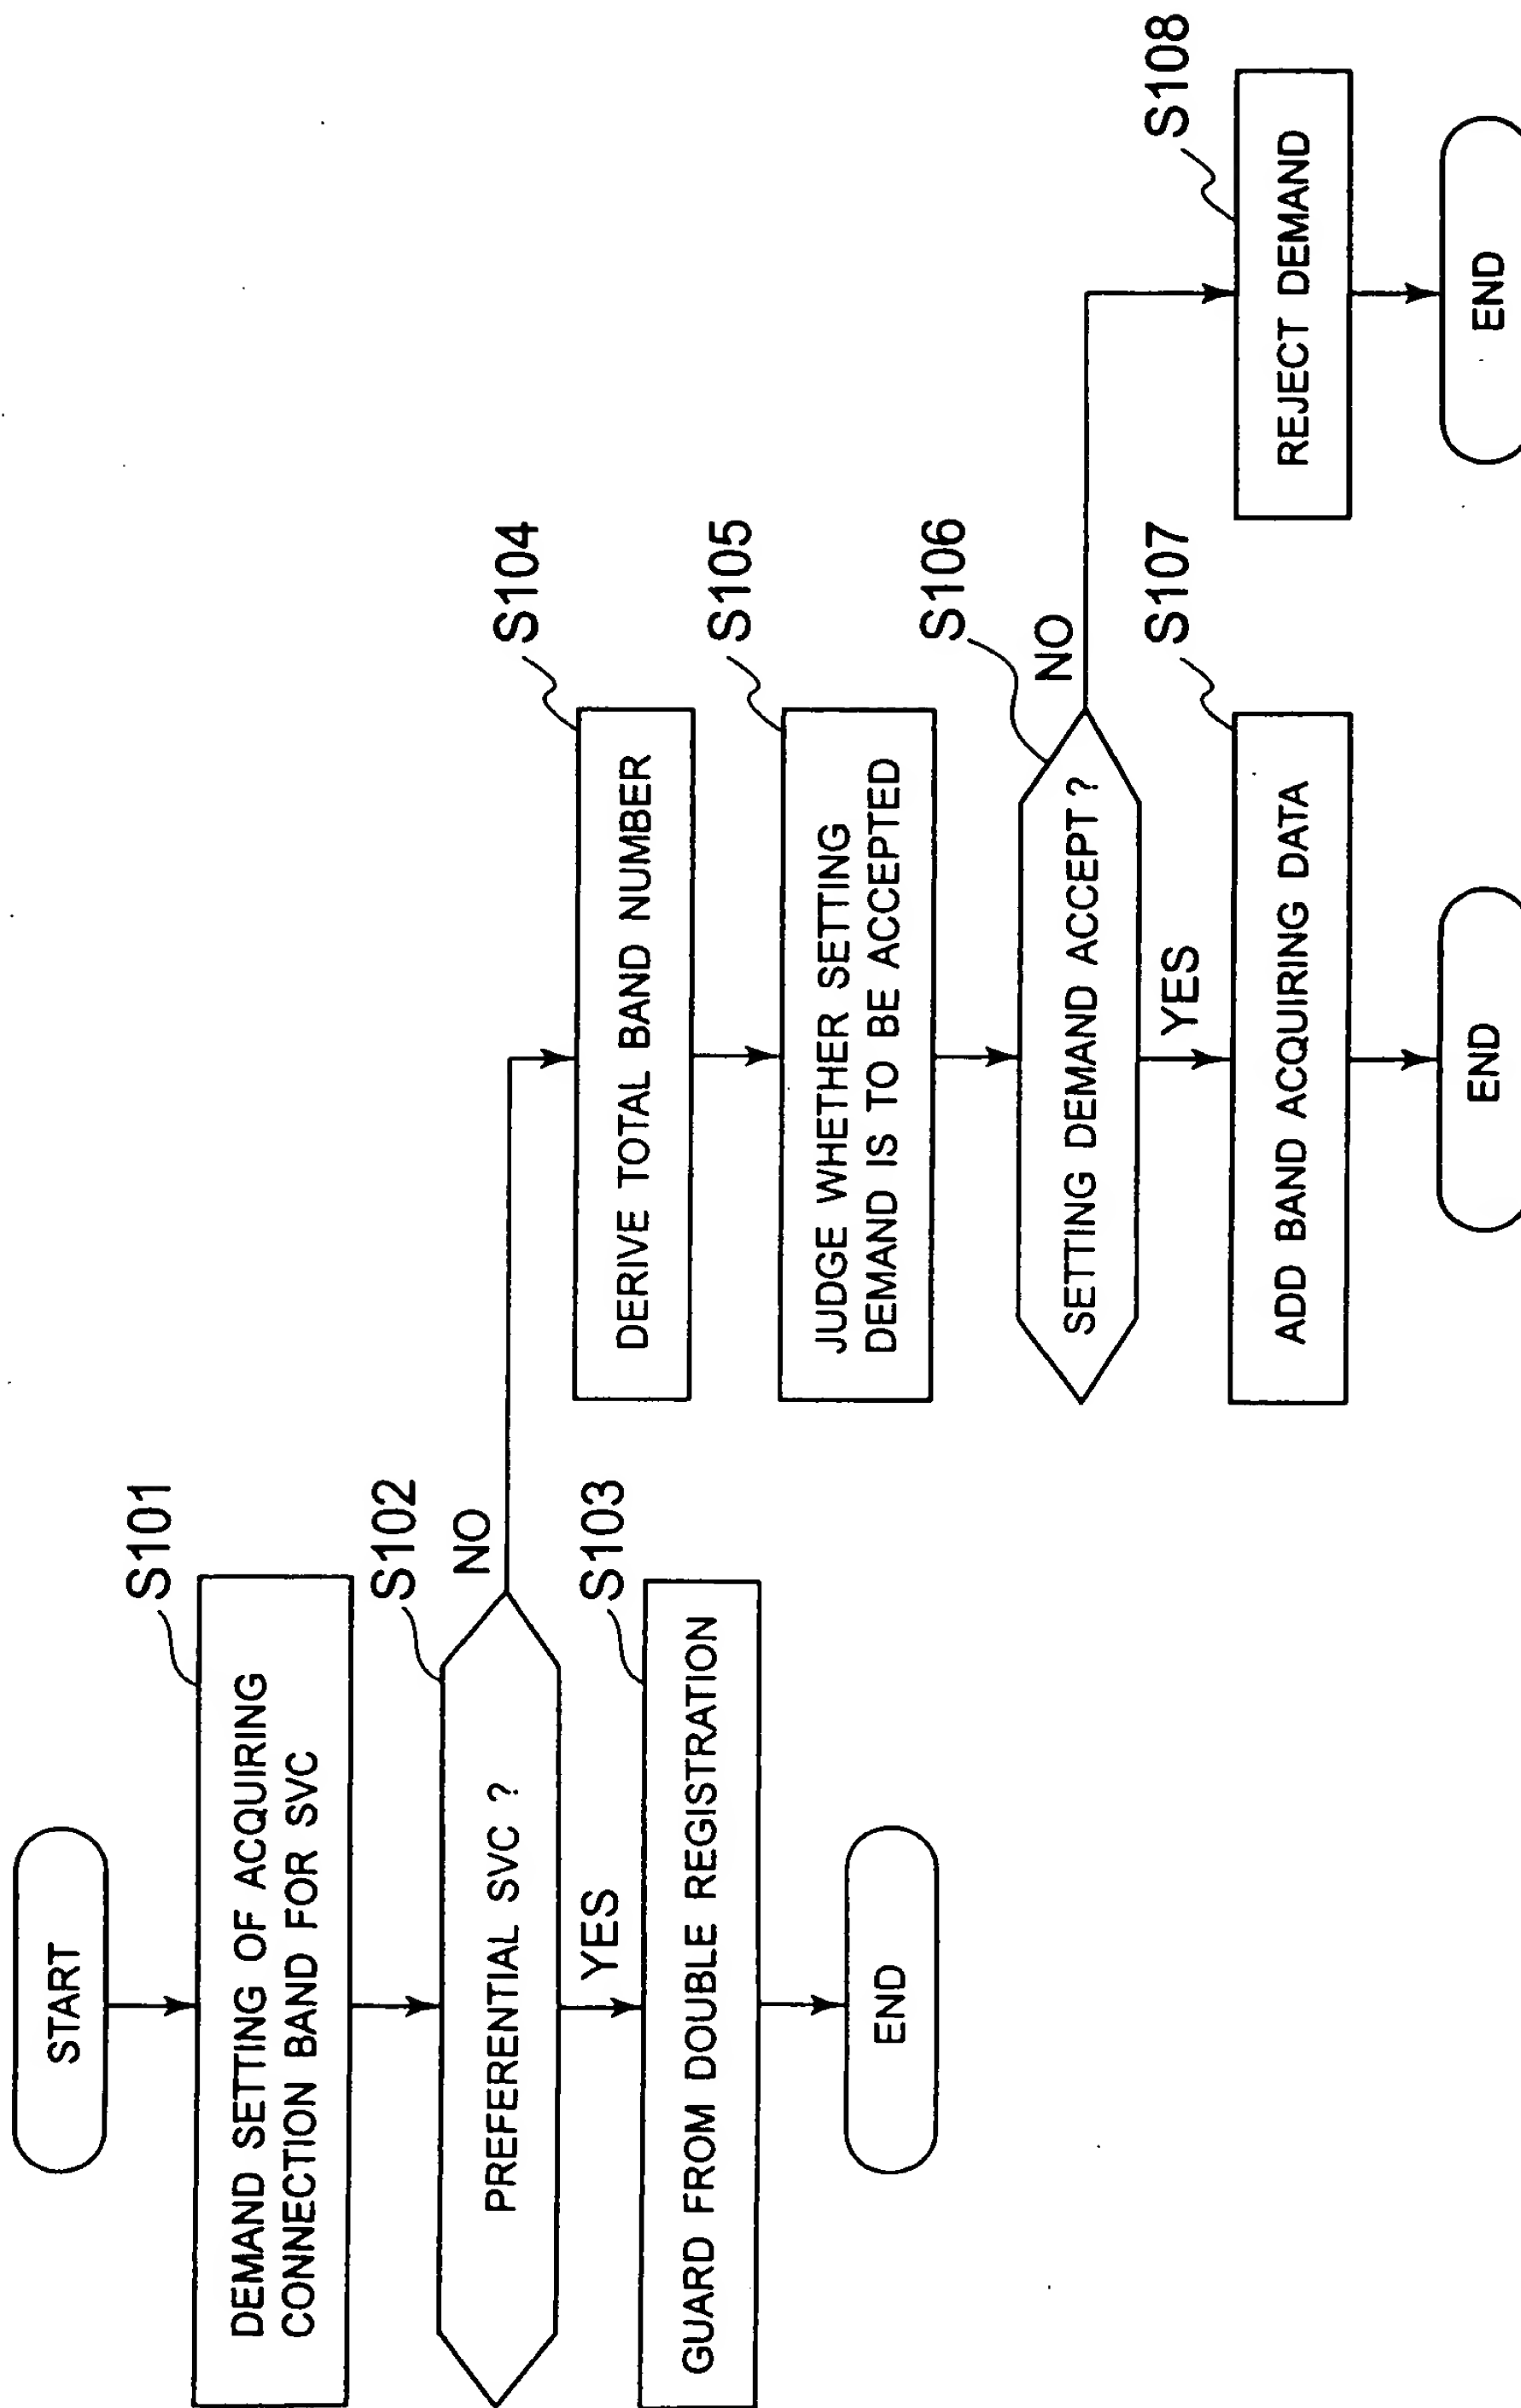 START
S101
DEMAND SETTING OF ACQUIRING
CONNECTION BAND FOR SVC
S102
PREFERENTIAL SVC ?
NO
YES
S103
GUARD FROM DOUBLE REGISTRATION
END
S104
DERIVE TOTAL BAND NUMBER
S105
JUDGE WHETHER SETTING
DEMAND IS TO BE ACCEPTED
S106
SETTING DEMAND ACCEPT ?
NO
YES
S107
ADD BAND ACQUIRING DATA
END
S108
REJECT DEMAND
END